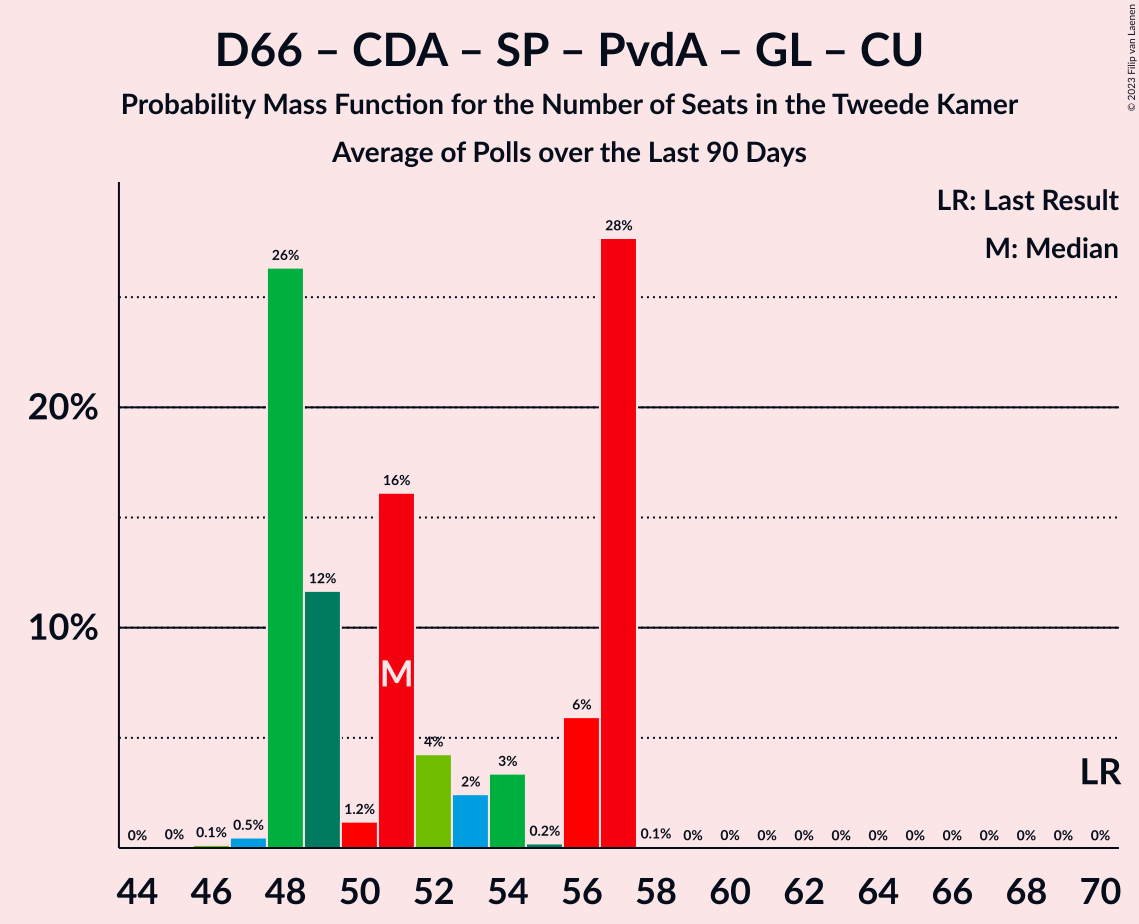 D66 – CDA – SP – PvdA – GL – CU
Probability Mass Function for the Number of Seats in the Tweede Kamer
Average of Polls over the Last 90 Days
© 2023 Filip van Laenen
LR: Last Result
M: Median
28%
26%
20%
16%
12%
10%
M
6%
4%
3%
2%
LR
1.2%
0% 0% 0.1% 0.5% 0.2% 0.1% 0% 0% 0% 0% 0% 0% 0% 0% 0% 0% 0% 0%
44 46 48 50 52 54 56 58 60 62 64 66 68 70